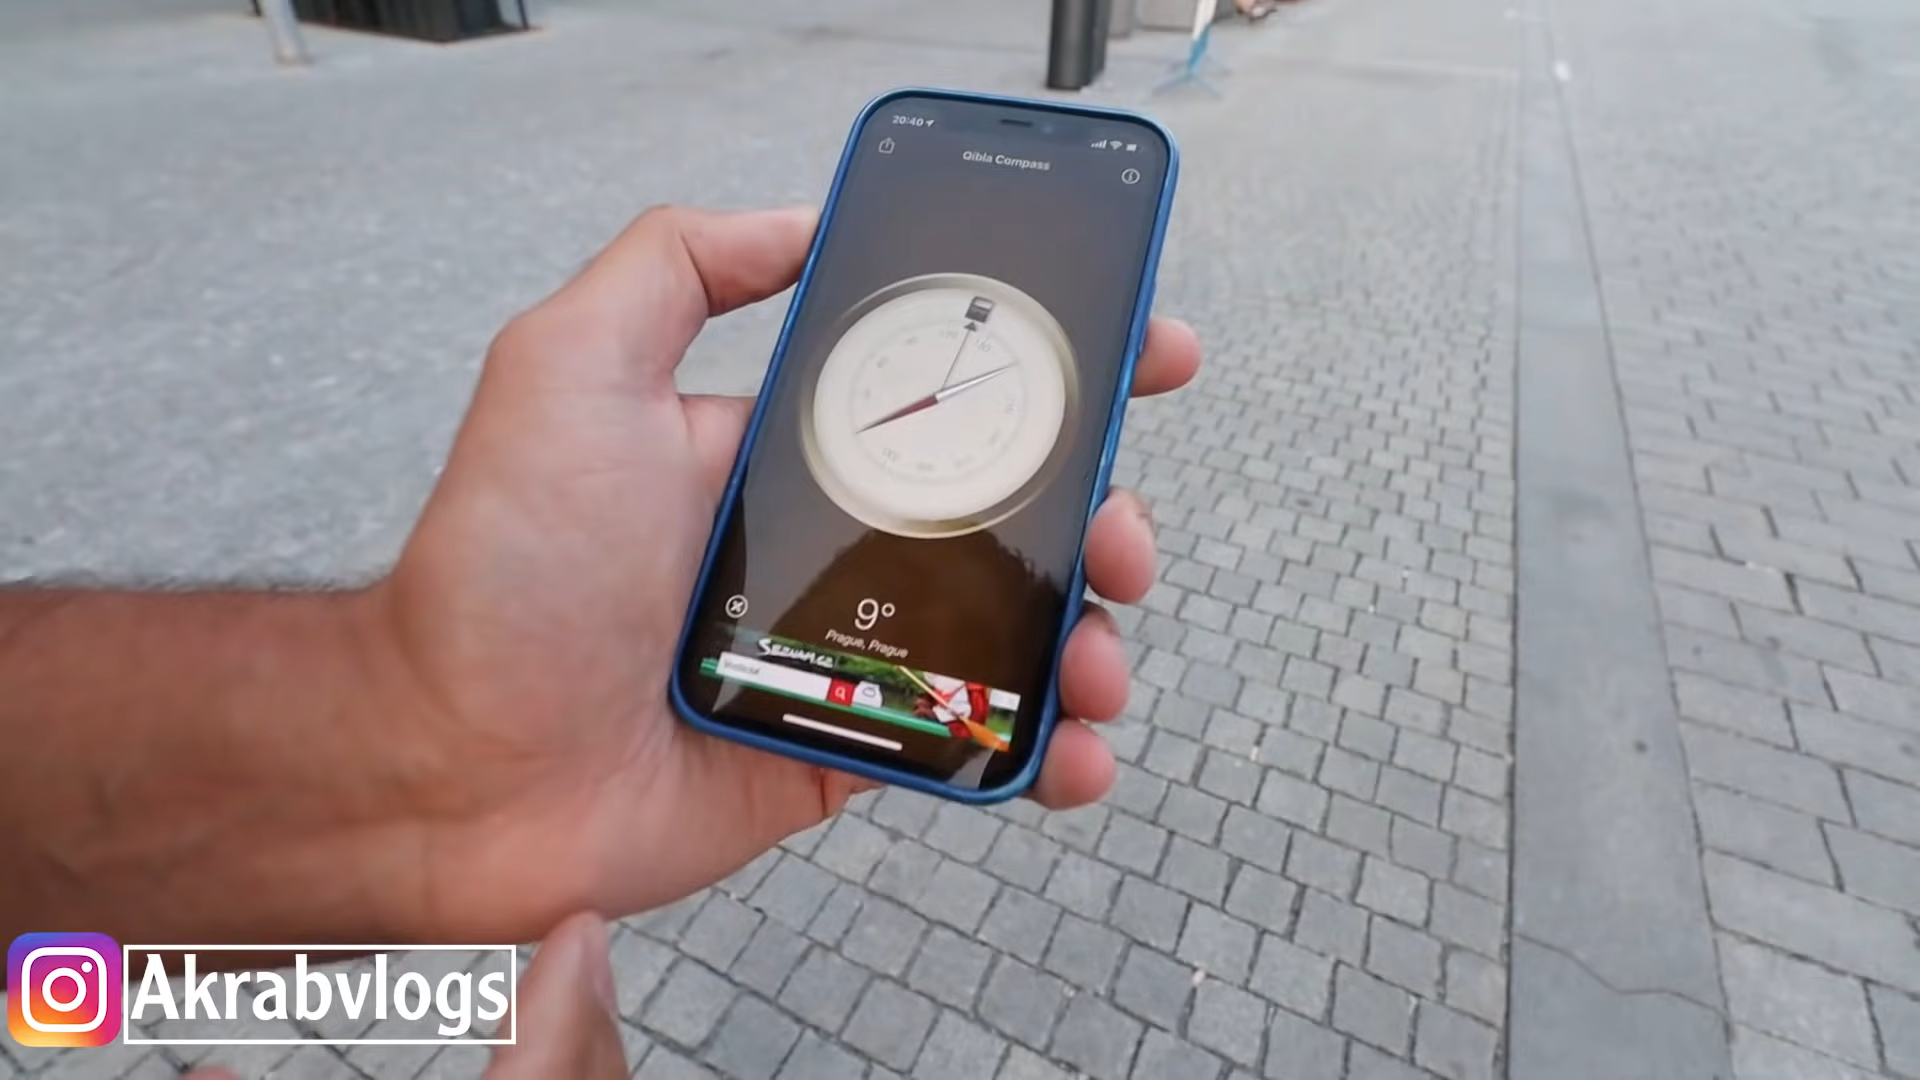 20:40
Qibla Compass
9°
Prague, Prague
SEZNAM.CZ
Akrabvlogs